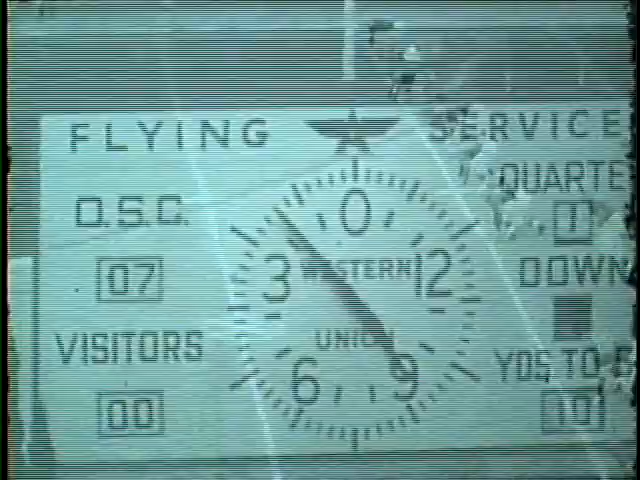 FLYING SERVICE
O.S.C.
07
VISITORS
00
0
3
12
6
9
WESTERN
UNION
QUARTE
1
DOWN
YDS TO G
10